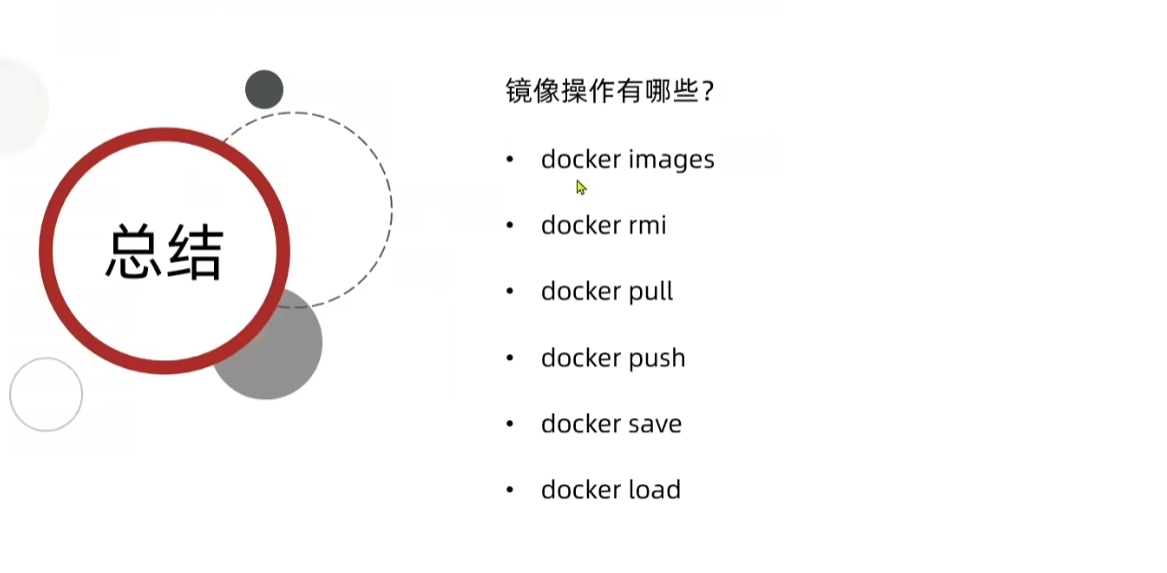 总结
镜像操作有哪些？
• docker images
• docker rmi
• docker pull
• docker push
• docker save
• docker load